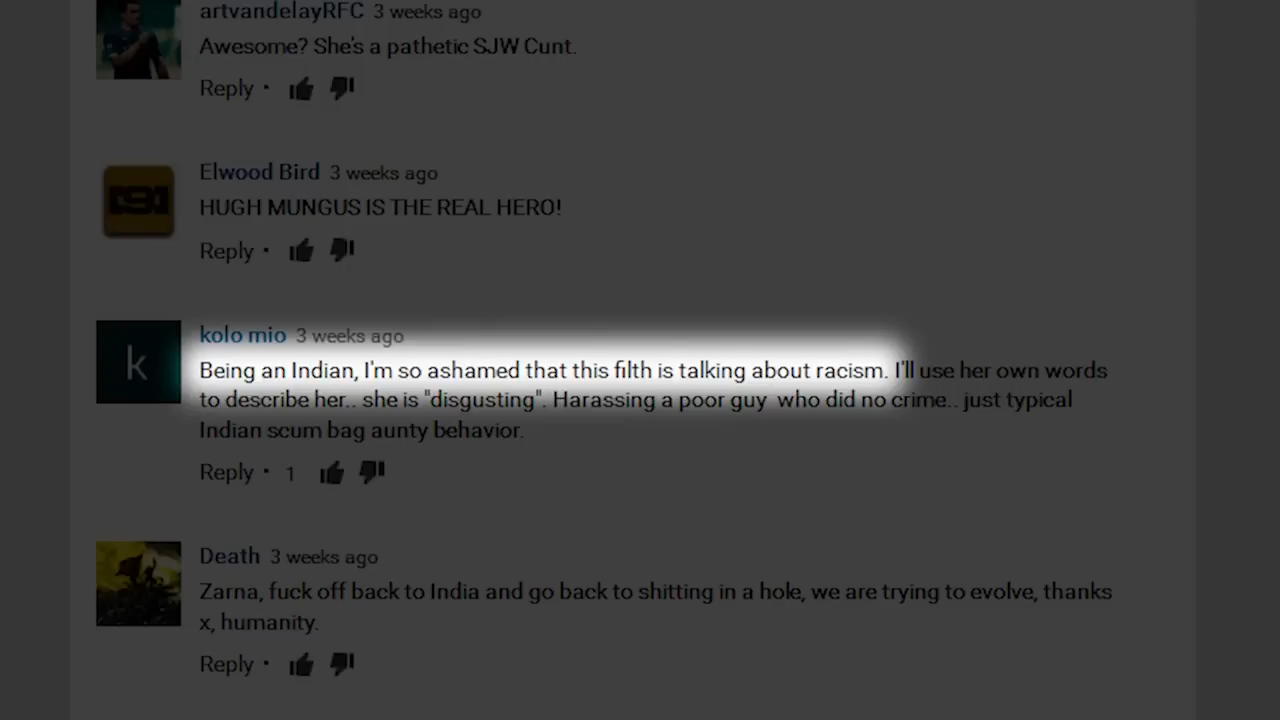 artvandelayRFC 3 weeks ago
Awesome? She's a pathetic SJW Cunt.
Reply •
Elwood Bird 3 weeks ago
HUGH MUNGUS IS THE REAL HERO!
Reply •
k
kolo mio 3 weeks ago
Being an Indian, I'm so ashamed that this filth is talking about racism. I'll use her own words
to describe her.. she is "disgusting". Harassing a poor guy who did no crime.. just typical
Indian scum bag aunty behavior.
Reply • 1
Death 3 weeks ago
Zarna, fuck off back to India and go back to shitting in a hole, we are trying to evolve, thanks
x, humanity.
Reply •